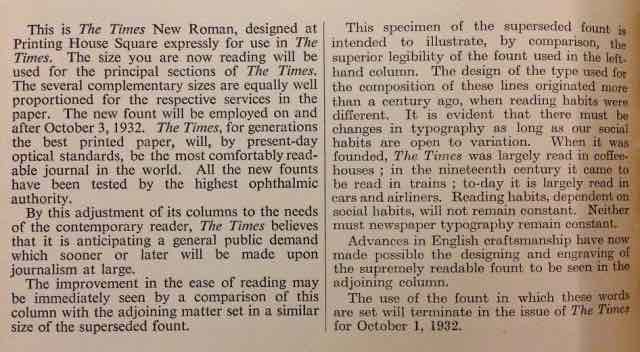 This is The Times New Roman, designed at
Printing House Square expressly for use in The
Times. The size you are now reading will be
used for the principal sections of The Times.
The several complementary sizes are equally well
proportioned for the respective services in the
paper. The new fount will be employed on and
after October 3, 1932. The Times, for generations
the best printed paper, will, by present-day
optical standards, be the most comfortably read-
able journal in the world. All the new founts
have been tested by the highest ophthalmic
authority.
By this adjustment of its columns to the needs
of the contemporary reader, The Times believes
that it is anticipating a general public demand
which sooner or later will be made upon
journalism at large.
The improvement in the ease of reading may
be immediately seen by a comparison of this
column with the adjoining matter set in a similar
size of the superseded fount.
This specimen of the superseded fount is
intended to illustrate, by comparison, the
superior legibility of the fount used in the left-
hand column. The design of the type used for
the composition of these lines originated more
than a century ago, when reading habits were
different. It is evident that there must be
changes in typography as long as our social
habits are open to variation. When it was
founded, The Times was largely read in coffee-
houses ; in the nineteenth century it came to
be read in trains ; to-day it is largely read in
cars and airliners. Reading habits, dependent on
social habits, will not remain constant. Neither
must newspaper typography remain constant.
Advances in English craftsmanship have now
made possible the designing and engraving of
the supremely readable fount to be seen in the
adjoining column.
The use of the fount in which these words
are set will terminate in the issue of The Times
for October 1, 1932.